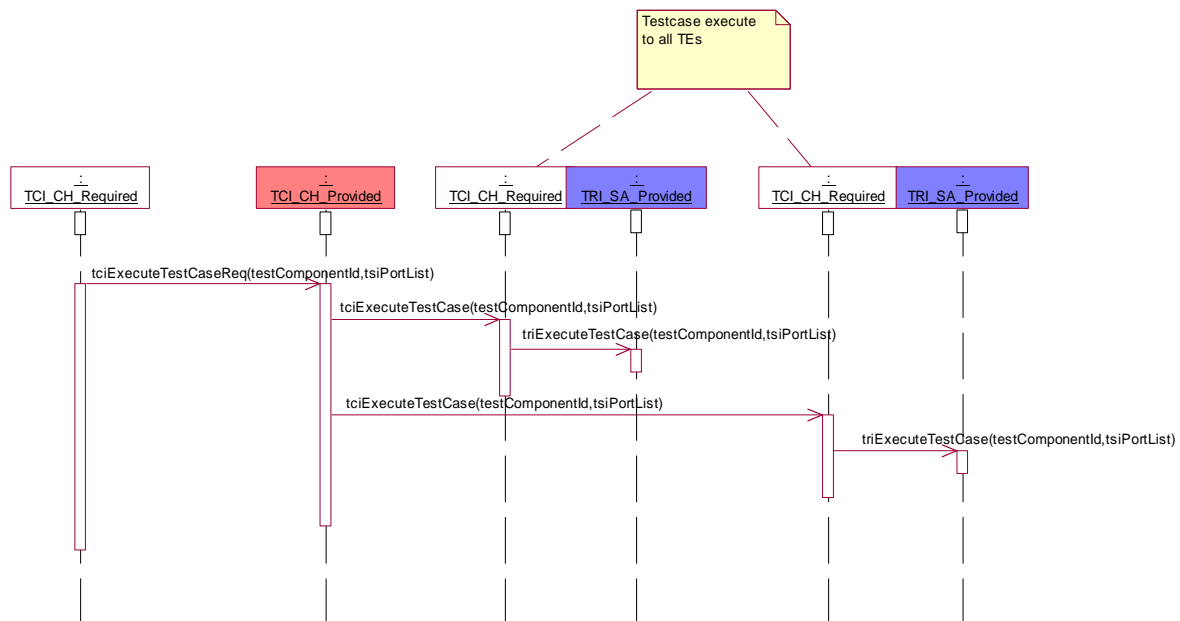 Testcase execute
to all TEs
:
TCI_CH_Required
:
TCI_CH_Provided
:
TCI_CH_Required
:
TRI_SA_Provided
:
TCI_CH_Required
:
TRI_SA_Provided
tciExecuteTestCaseReq(testComponentId,tsiPortList)
tciExecuteTestCase(testComponentId,tsiPortList)
triExecuteTestCase(testComponentId,tsiPortList)
tciExecuteTestCase(testComponentId,tsiPortList)
triExecuteTestCase(testComponentId,tsiPortList)